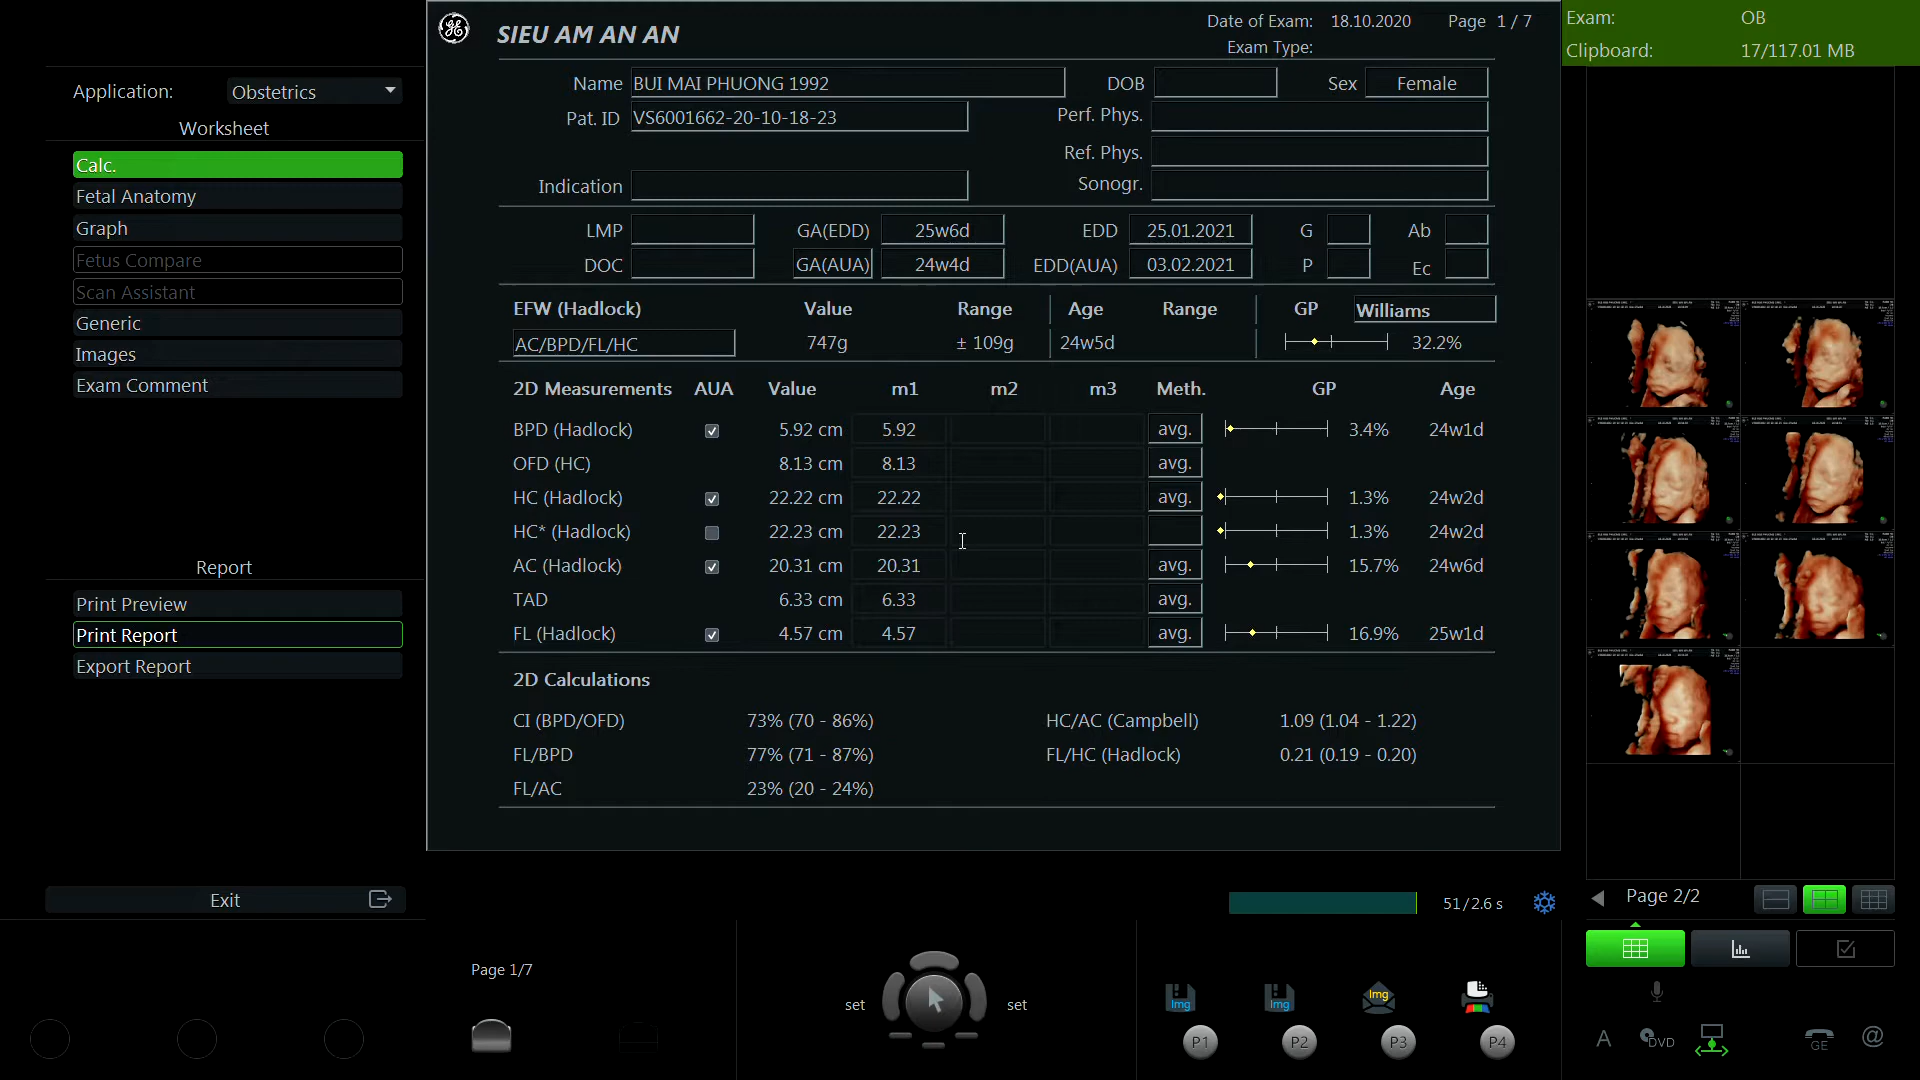 Application: Obstetrics
Worksheet
Calc.
Fetal Anatomy
Graph
Fetus Compare
Scan Assistant
Generic
Images
Exam Comment
Report
Print Preview
Print Report
Export Report
Exit
SIEU AM AN AN
Date of Exam: 18.10.2020 Page 1 / 7
Exam Type:
Name BUI MAI PHUONG 1992 DOB Sex Female
Pat. ID VS6001662-20-10-18-23 Perf. Phys.
Ref. Phys.
Indication Sonogr.
LMP GA(EDD) 25w6d EDD 25.01.2021 G Ab
DOC GA(AUA) 24w4d EDD(AUA) 03.02.2021 P Ec
EFW (Hadlock) Value Range Age Range GP Williams
AC/BPD/FL/HC 747g ± 109g 24w5d 32.2%
2D Measurements AUA Value m1 m2 m3 Meth. GP Age
BPD (Hadlock) 5.92 cm 5.92 avg. 3.4% 24w1d
OFD (HC) 8.13 cm 8.13 avg.
HC (Hadlock) 22.22 cm 22.22 avg. 1.3% 24w2d
HC* (Hadlock) 22.23 cm 22.23 1.3% 24w2d
AC (Hadlock) 20.31 cm 20.31 avg. 15.7% 24w6d
TAD 6.33 cm 6.33 avg.
FL (Hadlock) 4.57 cm 4.57 avg. 16.9% 25w1d
2D Calculations
CI (BPD/OFD) 73% (70 - 86%) HC/AC (Campbell) 1.09 (1.04 - 1.22)
FL/BPD 77% (71 - 87%) FL/HC (Hadlock) 0.21 (0.19 - 0.20)
FL/AC 23% (20 - 24%)
51/2.6 s
Page 1/7
set set
Img Img Img
P1 P2 P3 P4
Exam: OB
Clipboard: 17/117.01 MB
Page 2/2
A DVD GE @